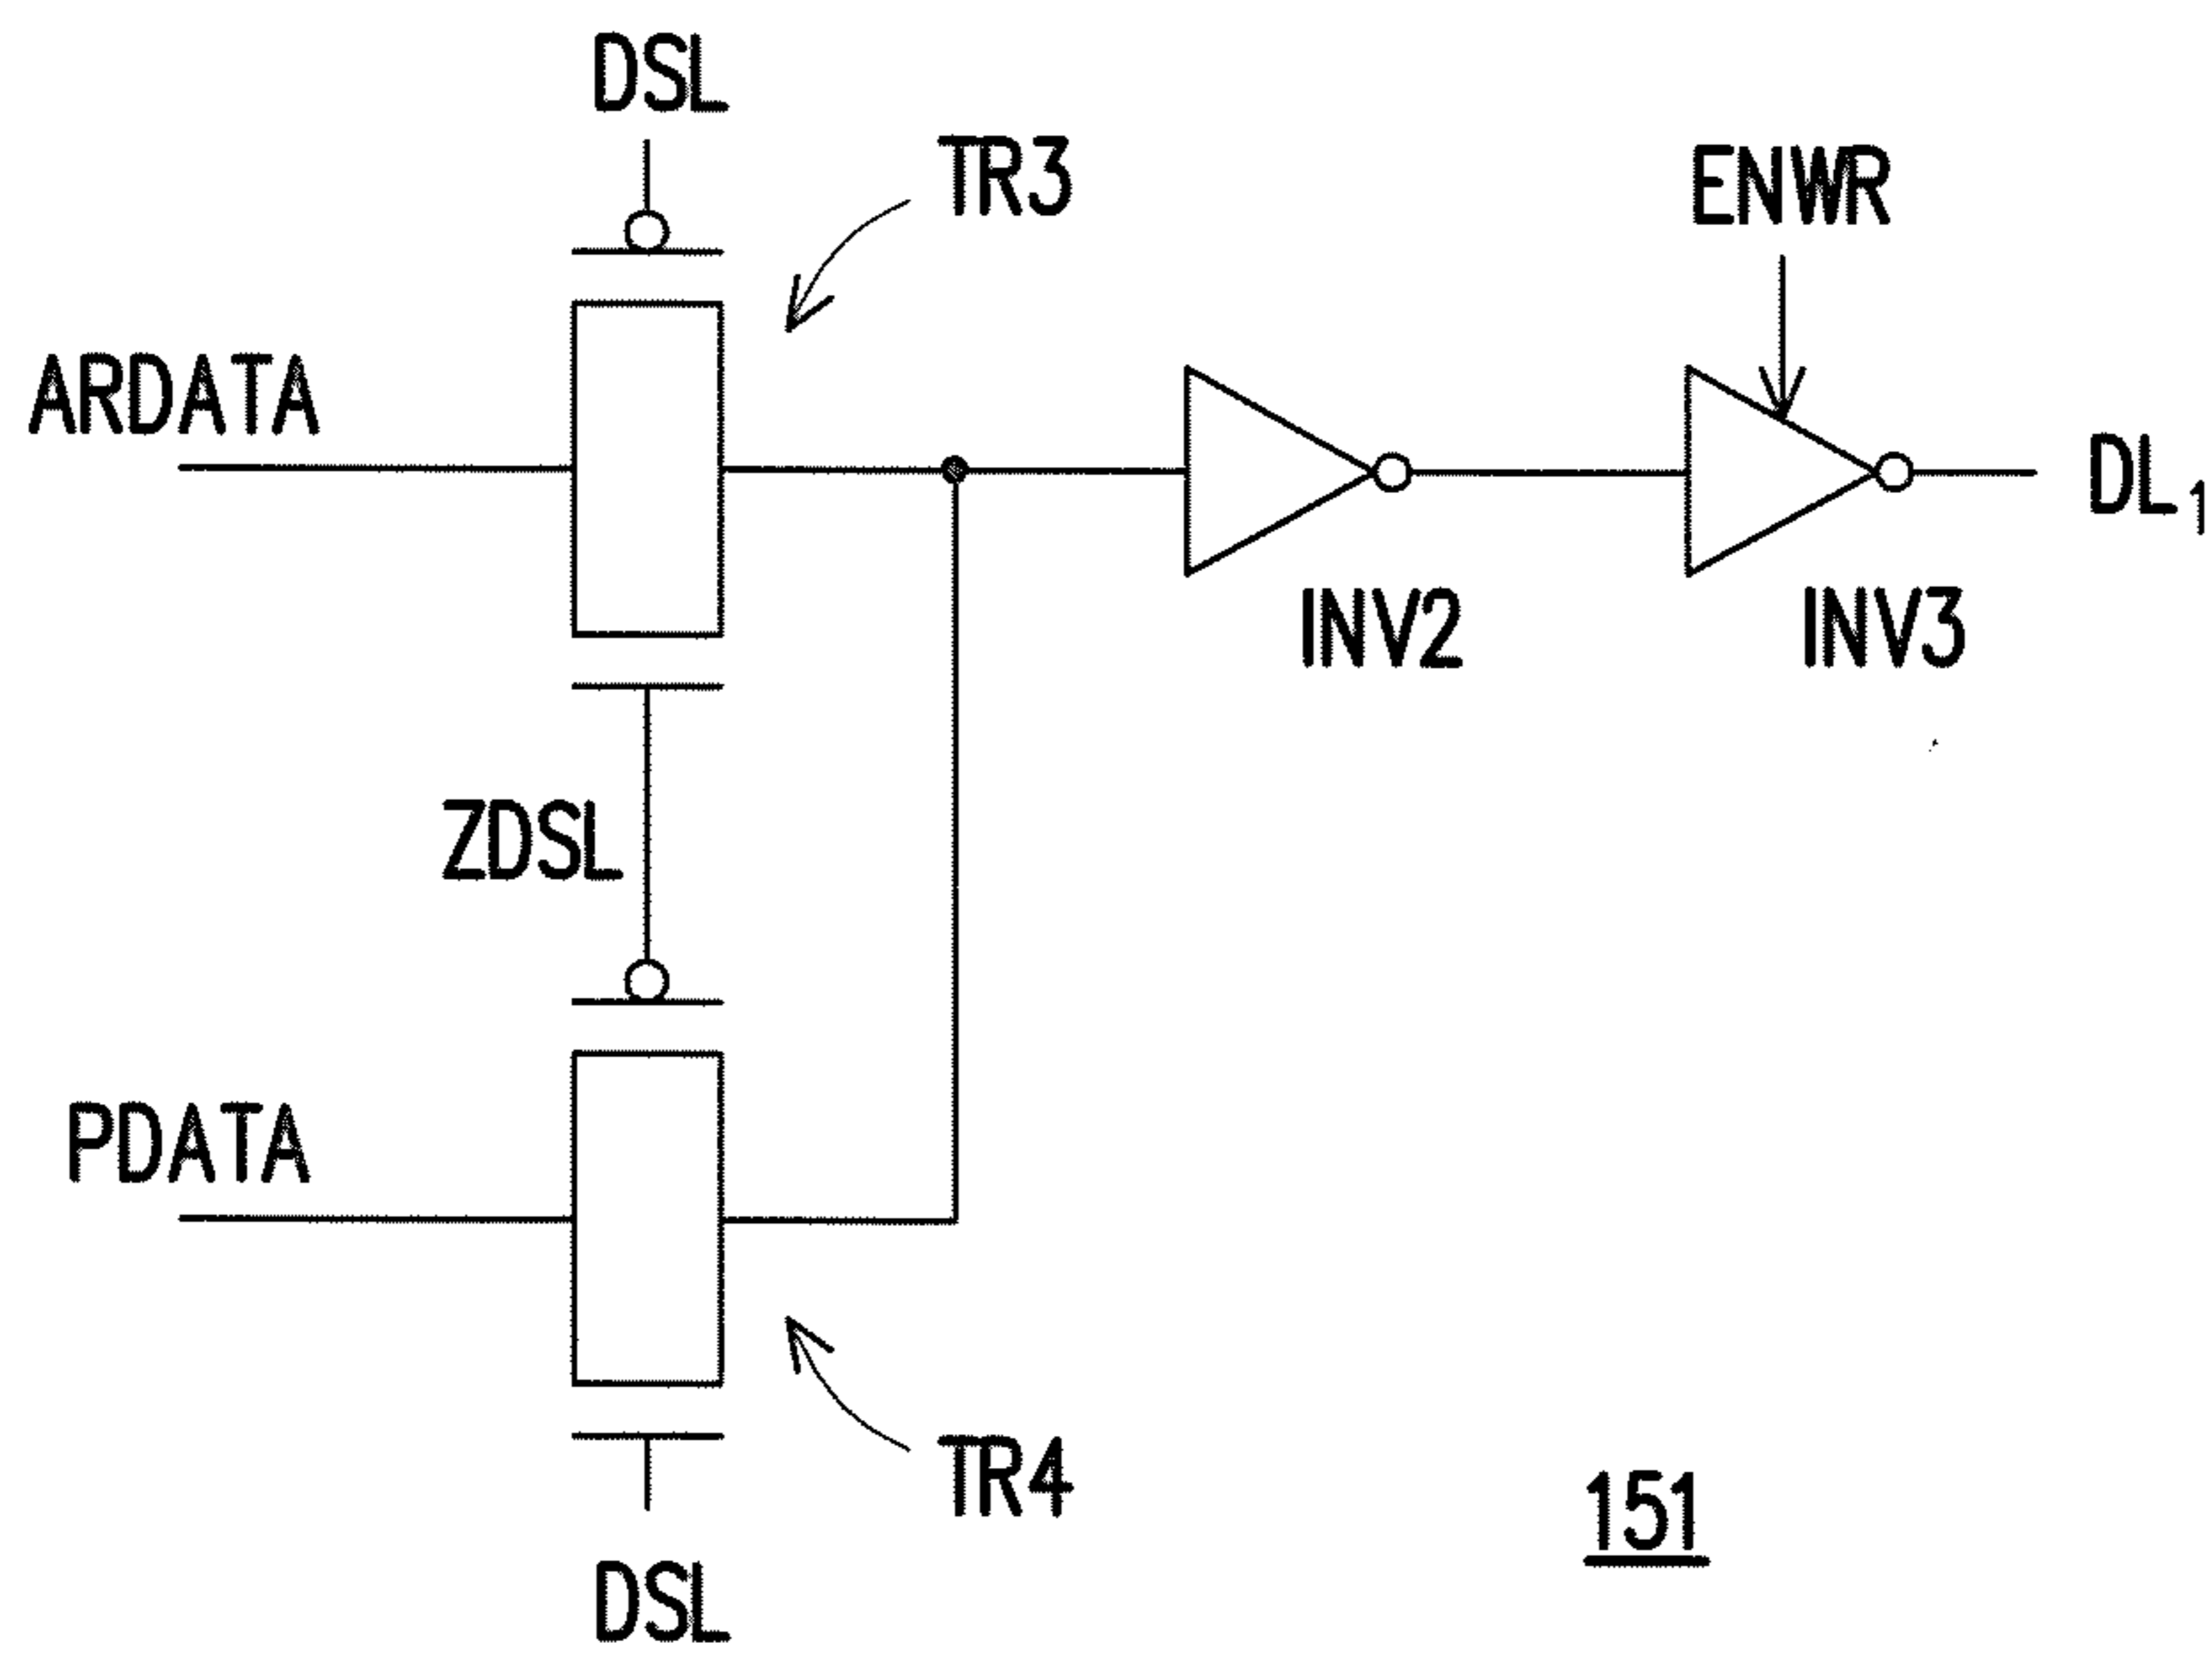 DSL
TR3
ENWR
ARDATA
DL1
INV2
INV3
ZDSL
PDATA
TR4
151
DSL